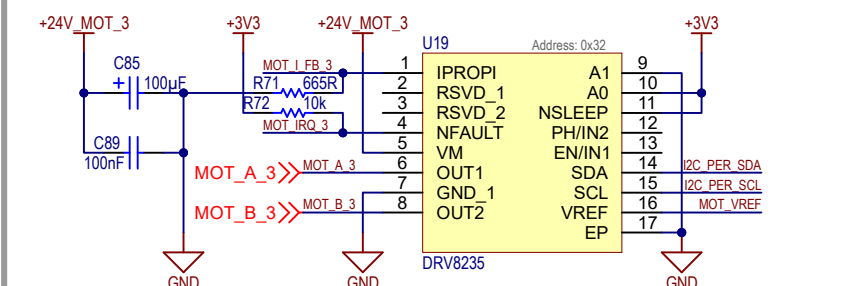 +24V_MOT_3
+3V3
+24V_MOT_3
+3V3
U19
Address: 0x32
C85
+
100µF
MOT_I_FB_3
R71
665R
R72
10k
MOT_IRQ_3
C89
100nF
MOT_A_3
MOT_A_3
MOT_B_3
MOT_B_3
1
IPROPI
A1
9
2
RSVD_1
A0
10
3
RSVD_2
NSLEEP
11
4
NFAULT
PH/IN2
12
5
VM
EN/IN1
13
6
OUT1
SDA
14
I2C_PER_SDA
7
GND_1
SCL
15
I2C_PER_SCL
8
OUT2
VREF
16
MOT_VREF
EP
17
DRV8235
GND
GND
GND